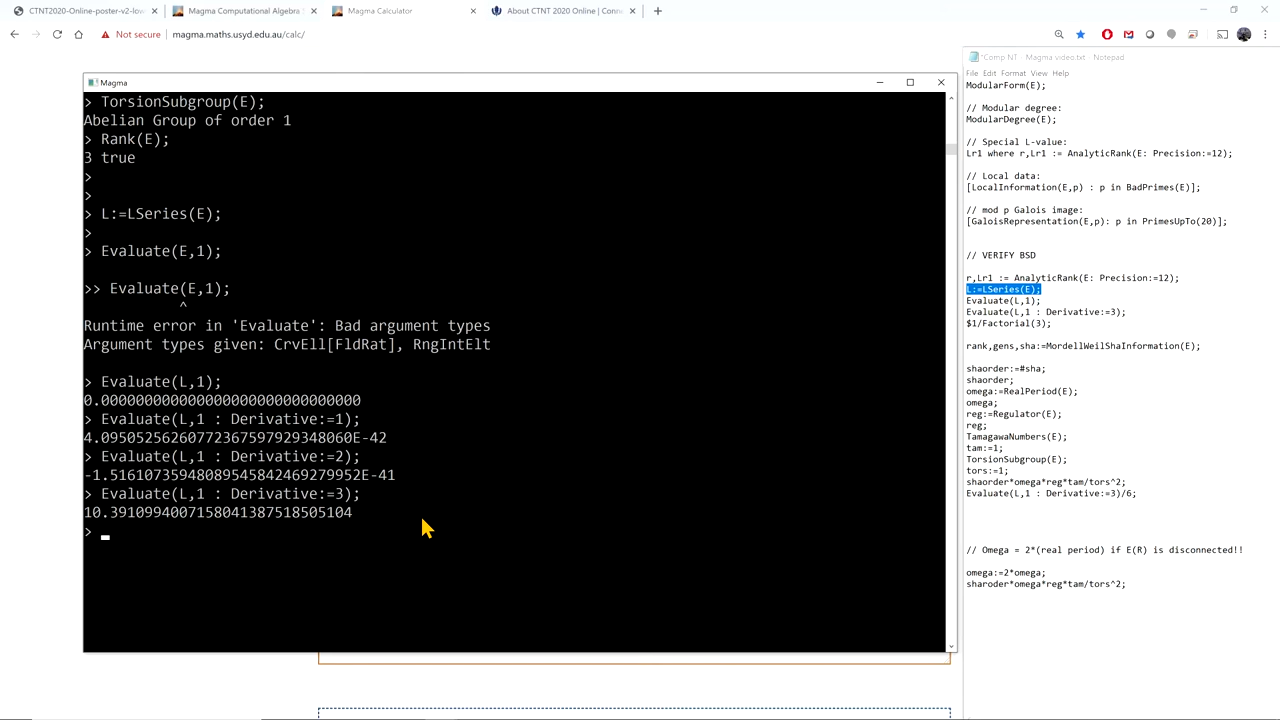 CTNT2020-Online-poster-v2-low
Magma Computational Algebra
Magma Calculator
About CTNT 2020 Online | Conn
Not secure
magma.maths.usyd.edu.au/calc/
Magma
> TorsionSubgroup(E);
Abelian Group of order 1
> Rank(E);
3 true
>
>
> L:=LSeries(E);
>
> Evaluate(E,1);
>> Evaluate(E,1);
^
Runtime error in 'Evaluate': Bad argument types
Argument types given: CrvEll[FldRat], RngIntElt
> Evaluate(L,1);
0.000000000000000000000000000000
> Evaluate(L,1 : Derivative:=1);
4.09505256260772367597929348060E-42
> Evaluate(L,1 : Derivative:=2);
-1.51610735948089545842469279952E-41
> Evaluate(L,1 : Derivative:=3);
10.3910994007158041387518505104
>
*Comp NT - Magma video.txt - Notepad
File Edit Format View Help
ModularForm(E);
// Modular degree:
ModularDegree(E);
// Special L-value:
Lr1 where r,Lr1 := AnalyticRank(E: Precision:=12);
// Local data:
[LocalInformation(E,p) : p in BadPrimes(E)];
// mod p Galois image:
[GaloisRepresentation(E,p): p in PrimesUpTo(20)];
// VERIFY BSD
r,Lr1 := AnalyticRank(E: Precision:=12);
L:=LSeries(E);
Evaluate(L,1);
Evaluate(L,1 : Derivative:=3);
$1/Factorial(3);
rank,gens,sha:=MordellWeilShaInformation(E);
shaorder:=#sha;
shaorder;
omega:=RealPeriod(E);
omega;
reg:=Regulator(E);
reg;
TamagawaNumbers(E);
tam:=1;
TorsionSubgroup(E);
tors:=1;
shaorder*omega*reg*tam/tors^2;
Evaluate(L,1 : Derivative:=3)/6;
// Omega = 2*(real period) if E(R) is disconnected!!
omega:=2*omega;
sharoder*omega*reg*tam/tors^2;